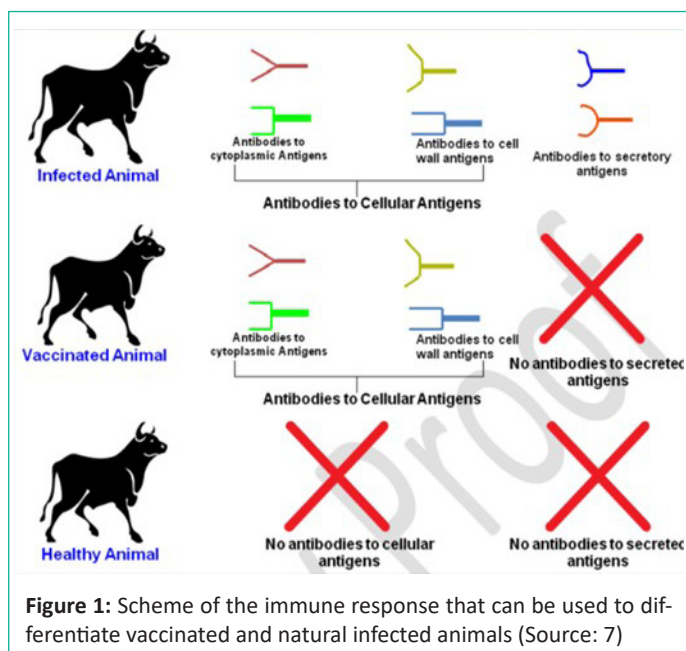 Antibodies to
cytoplasmic Antigens
Antibodies to cell
wall antigens
Antibodies to secretory
antigens
Infected Animal
Antibodies to Cellular Antigens
Antibodies to
cytoplasmic Antigens
Antibodies to cell
wall antigens
Vaccinated Animal
No antibodies to secreted
antigens
Antibodies to Cellular Antigens
Healthy Animal
No antibodies to cellular
antigens
No antibodies to secreted
antigens
Proof
Figure 1: Scheme of the immune response that can be used to dif-
ferentiate vaccinated and natural infected animals (Source: 7)